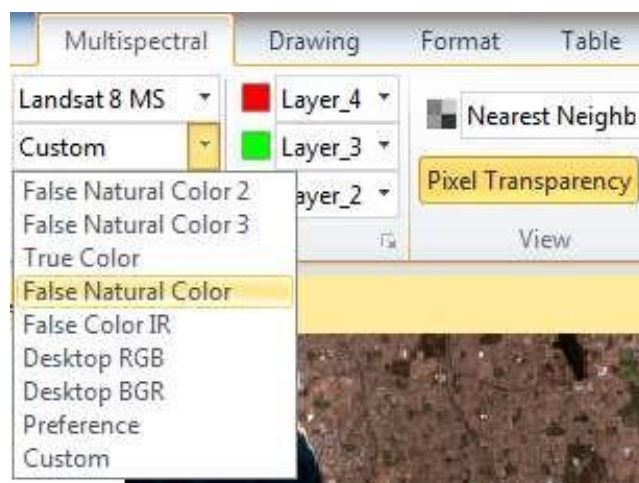 Multispectral Drawing Format Table
Landsat 8 MS Layer_4 Nearest Neighb
Custom Layer_3
ayer_2 Pixel Transparency
View
False Natural Color 2
False Natural Color 3
True Color
False Natural Color
False Color IR
Desktop RGB
Desktop BGR
Preference
Custom